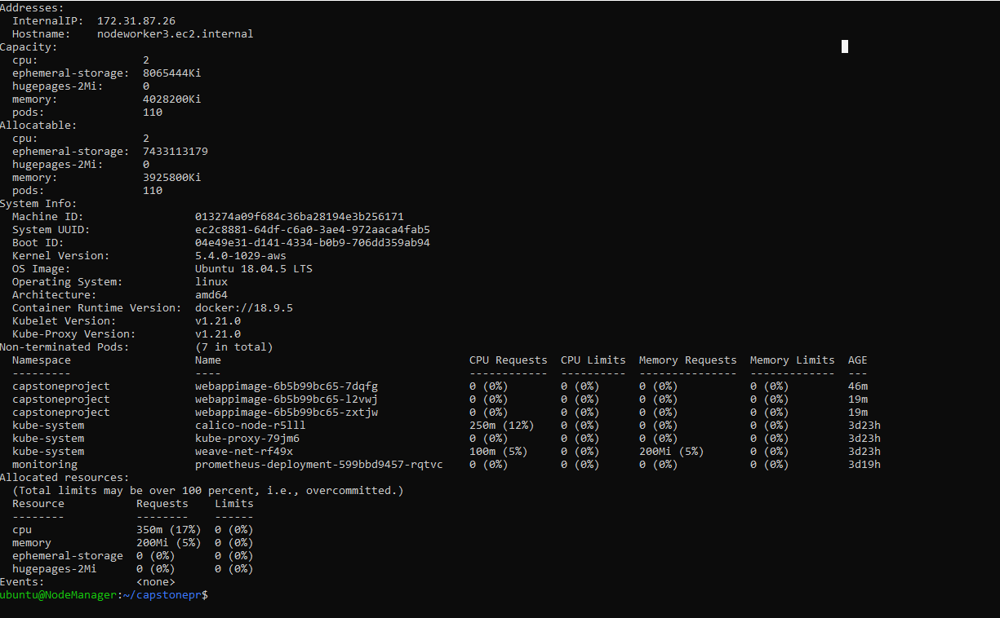 Addresses:
  InternalIP:  172.31.87.26
  Hostname:    nodeworker3.ec2.internal
Capacity:
  cpu:                2
  ephemeral-storage:  8065444Ki
  hugepages-2Mi:      0
  memory:             4028200Ki
  pods:               110
Allocatable:
  cpu:                2
  ephemeral-storage:  7433113179
  hugepages-2Mi:      0
  memory:             3925800Ki
  pods:               110
System Info:
  Machine ID:                 013274a09f684c36ba28194e3b256171
  System UUID:                ec2c8881-64df-c6a0-3ae4-972aaca4fab5
  Boot ID:                    04e49e31-d141-4334-b0b9-706dd359ab94
  Kernel Version:             5.4.0-1029-aws
  OS Image:                   Ubuntu 18.04.5 LTS
  Operating System:           linux
  Architecture:               amd64
  Container Runtime Version:  docker://18.9.5
  Kubelet Version:            v1.21.0
  Kube-Proxy Version:         v1.21.0
Non-terminated Pods:          (7 in total)
  Namespace                   Name                                      CPU Requests  CPU Limits  Memory Requests  Memory Limits  AGE
  ---------                   ----                                      ------------  ----------  ---------------  -------------  ---
  capstoneproject             webappimage-6b5b99bc65-7dqfg              0 (0%)        0 (0%)      0 (0%)           0 (0%)         46m
  capstoneproject             webappimage-6b5b99bc65-l2vwj              0 (0%)        0 (0%)      0 (0%)           0 (0%)         19m
  capstoneproject             webappimage-6b5b99bc65-zxtjw              0 (0%)        0 (0%)      0 (0%)           0 (0%)         19m
  kube-system                 calico-node-r5lll                         250m (12%)    0 (0%)      0 (0%)           0 (0%)         3d23h
  kube-system                 kube-proxy-79jm6                          0 (0%)        0 (0%)      0 (0%)           0 (0%)         3d23h
  kube-system                 weave-net-rf49x                           100m (5%)     0 (0%)      200Mi (5%)       0 (0%)         3d23h
  monitoring                  prometheus-deployment-599bbd9457-rqtvc    0 (0%)        0 (0%)      0 (0%)           0 (0%)         3d19h
Allocated resources:
  (Total limits may be over 100 percent, i.e., overcommitted.)
  Resource           Requests    Limits
  --------           --------    ------
  cpu                350m (17%)  0 (0%)
  memory             200Mi (5%)  0 (0%)
  ephemeral-storage  0 (0%)      0 (0%)
  hugepages-2Mi      0 (0%)      0 (0%)
Events:              <none>
ubuntu@NodeManager:~/capstonepr$